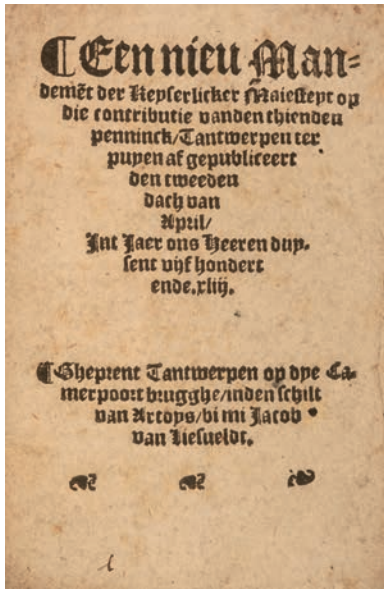 ¶Een nieu Man-
demēt der Keyserlicker Maiesteyt op
die contributie vanden thienden
penninck/Tantwerpen ter
puyen af gepubliceert
den tweeden
dach van
April/
Int Jaer ons Heeren duy-
sent vijf hondert
ende.xliij.
¶Gheprent Tantwerpen op dye Ca-
merpoort brugghe/inden schilt
van Artoys/bi mi Jacob
van Liesueldt.